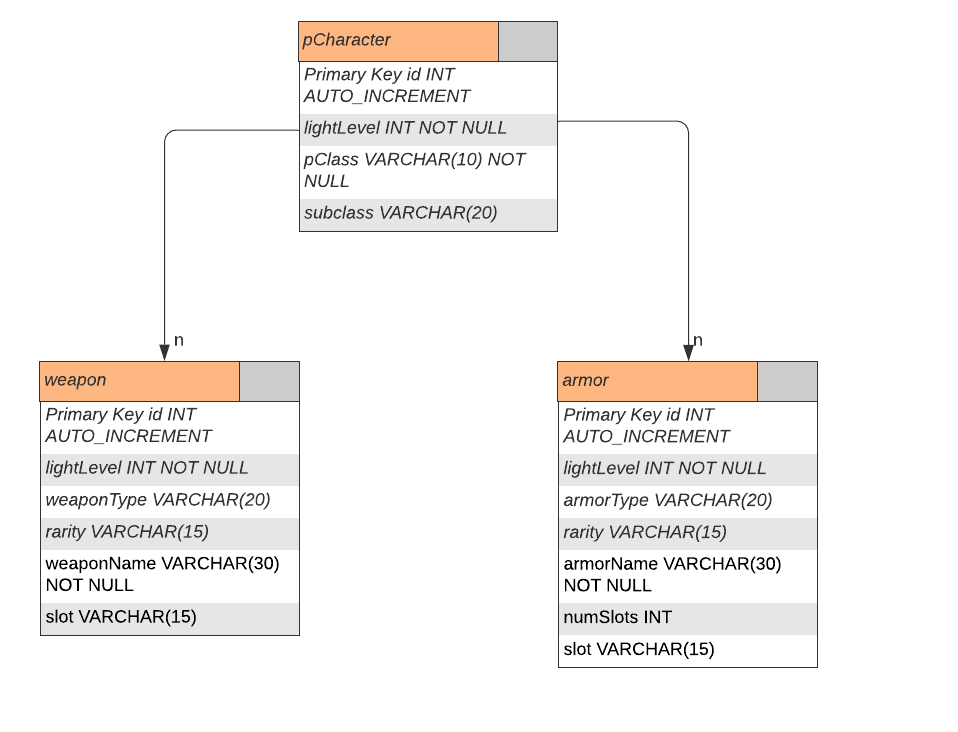 pCharacter
Primary Key id INT
AUTO_INCREMENT
lightLevel INT NOT NULL
pClass VARCHAR(10) NOT
NULL
subclass VARCHAR(20)
n
n
weapon
Primary Key id INT
AUTO_INCREMENT
lightLevel INT NOT NULL
weaponType VARCHAR(20)
rarity VARCHAR(15)
weaponName VARCHAR(30)
NOT NULL
slot VARCHAR(15)
armor
Primary Key id INT
AUTO_INCREMENT
lightLevel INT NOT NULL
armorType VARCHAR(20)
rarity VARCHAR(15)
armorName VARCHAR(30)
NOT NULL
numSlots INT
slot VARCHAR(15)